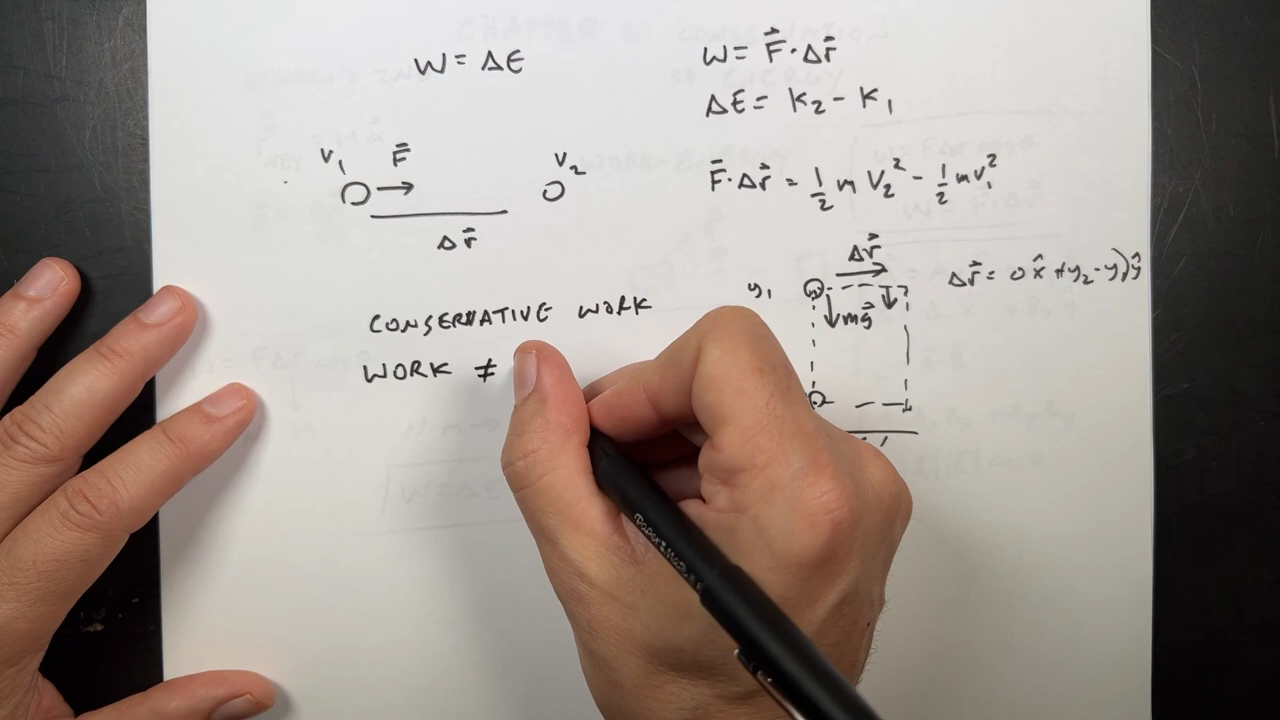 W = ΔE
W = F⃗ · Δr⃗
ΔE = K₂ - K₁
V₁
F⃗
V₂
Δr⃗
F⃗ · Δr⃗ = 1/2 m V₂² - 1/2 m V₁²
Δr⃗
Δr⃗ = 0 x̂ + (y₂ - y₁) ŷ
y₁
mg⃗
CONSERVATIVE WORK
WORK ≠